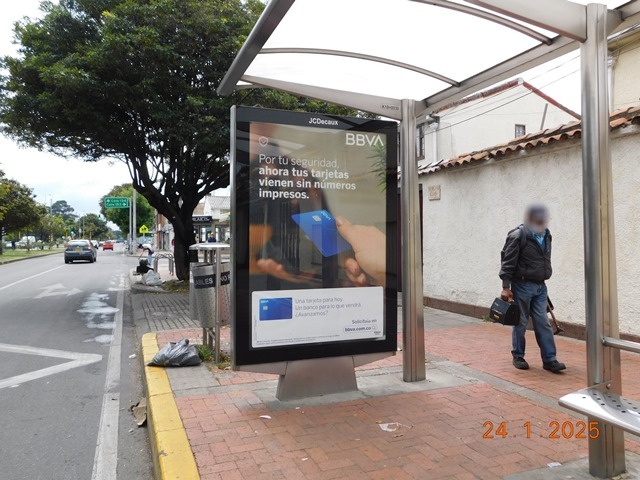 JCDecaux
BBVA
Por tu seguridad,
ahora tus tarjetas
vienen sin números
impresos.
Una tarjeta para hoy.
Un banco para lo que vendrá
¿Avanzamos?
Solicítala en
bbva.com.co
24 1 2025